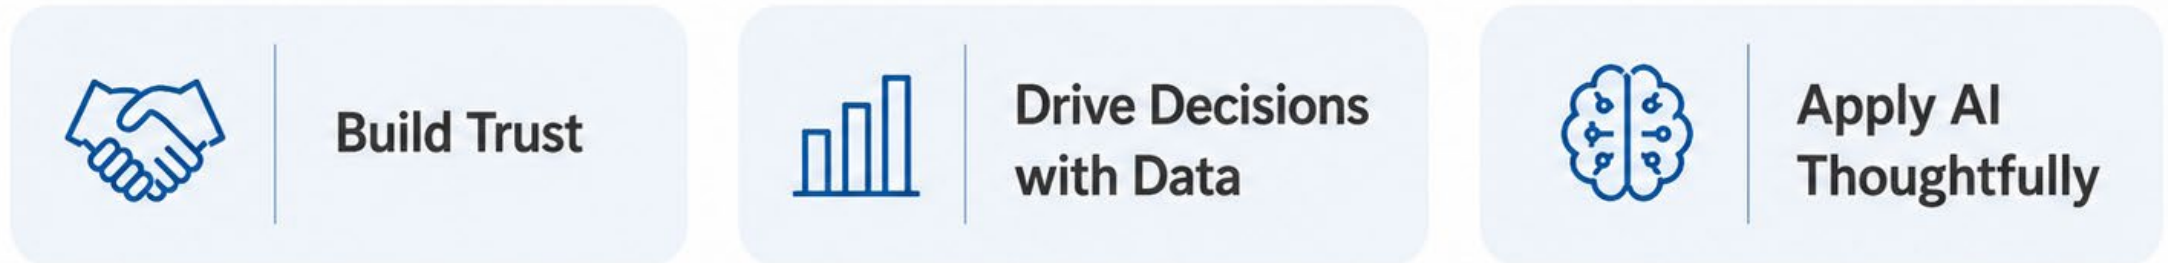 Build Trust
Drive Decisions
with Data
Apply AI
Thoughtfully